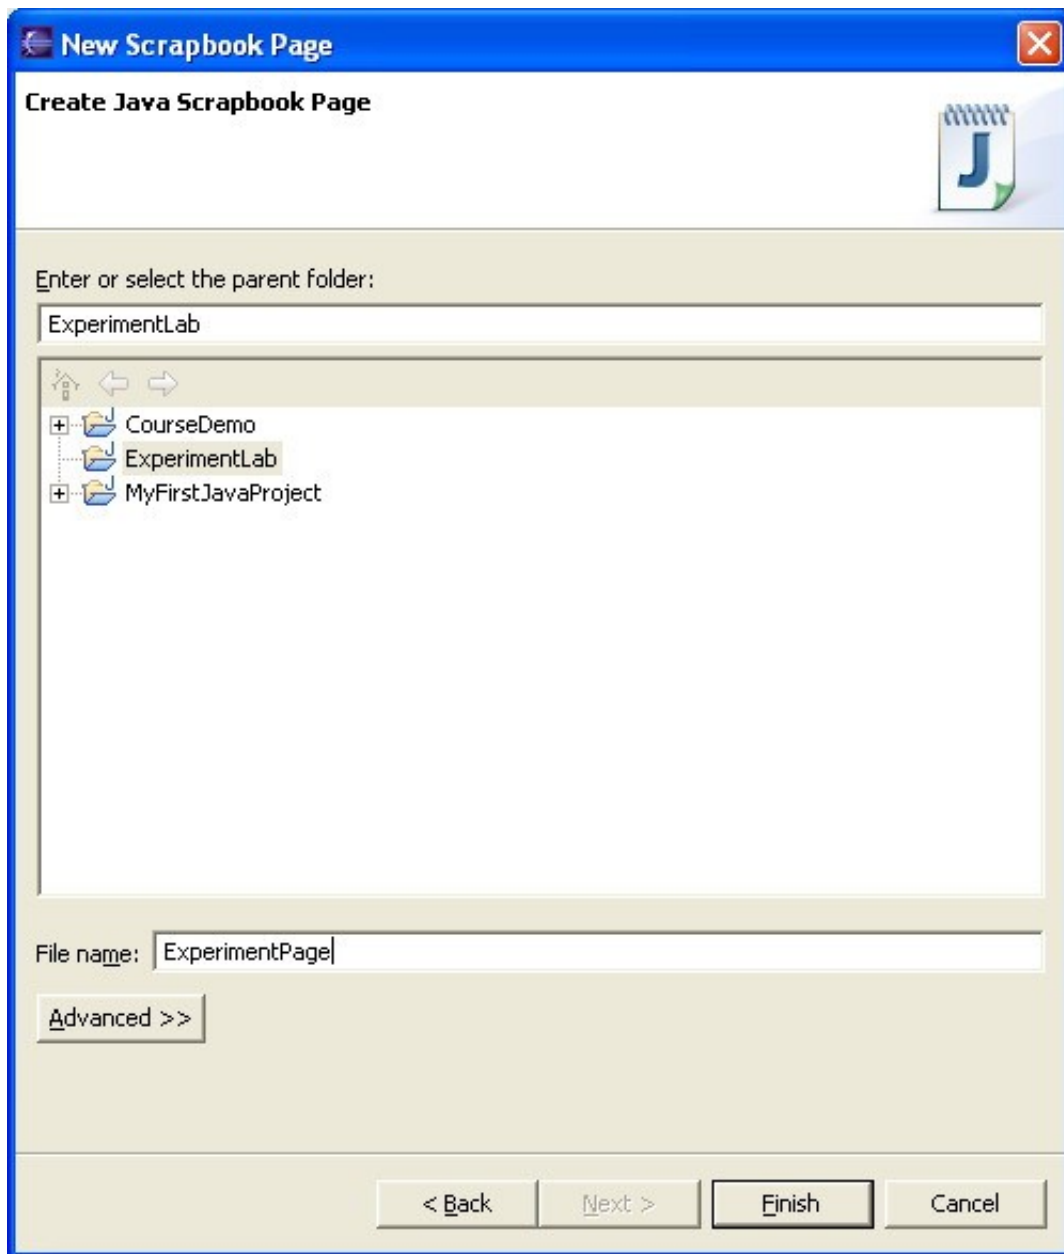 New Scrapbook Page
Create Java Scrapbook Page
J
Enter or select the parent folder:
ExperimentLab
CourseDemo
ExperimentLab
MyFirstJavaProject
File name: ExperimentPage
Advanced >>
< Back Next > Finish Cancel